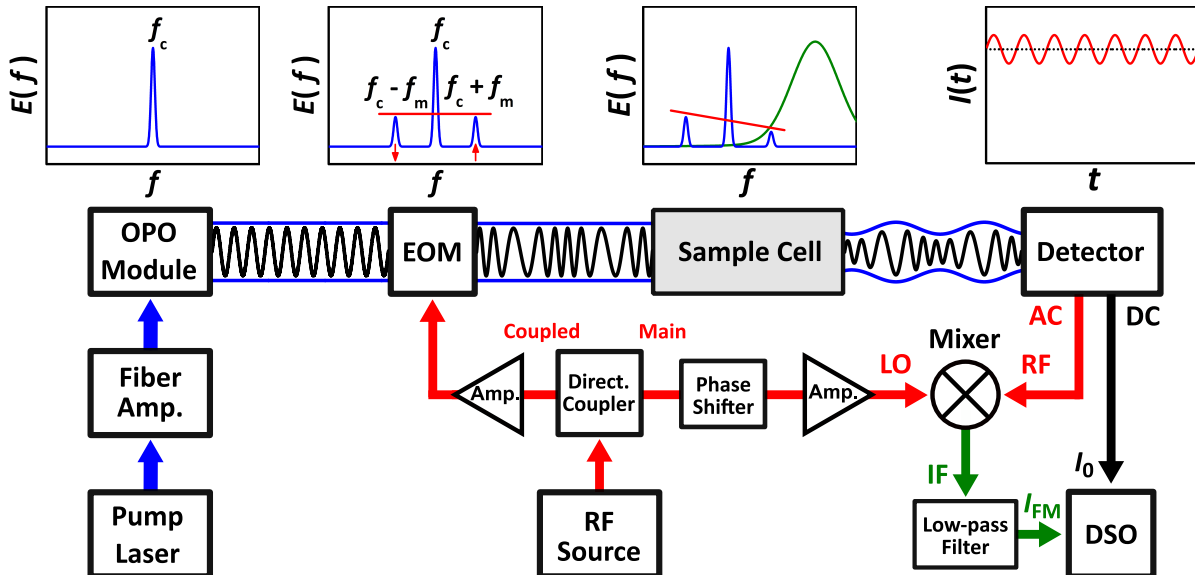 E(f)
f_c
f
E(f)
f_c
f_c - f_m
f_c + f_m
f
E(f)
f
I(t)
t
OPO
Module
EOM
Sample Cell
Detector
AC
DC
Coupled
Main
Mixer
Fiber
Amp.
Amp.
Direct.
Coupler
Phase
Shifter
Amp.
LO
RF
IF
I_0
Pump
Laser
RF
Source
Low-pass
Filter
I_FM
DSO